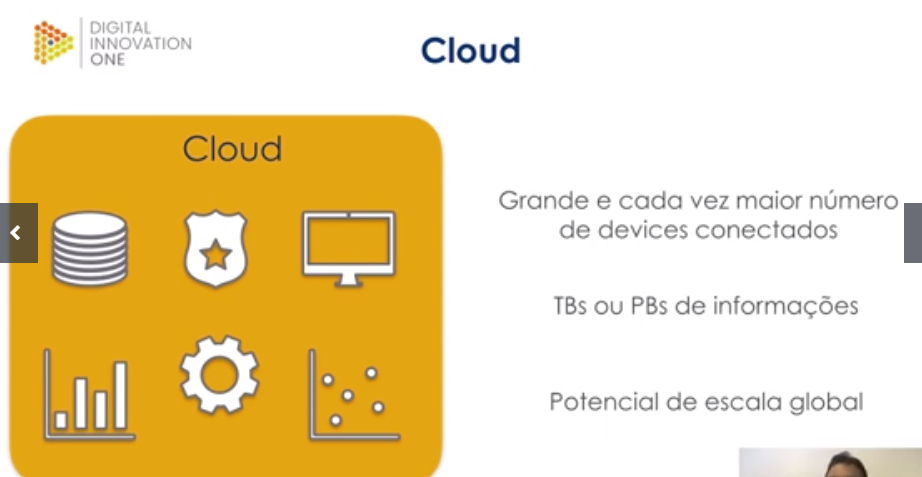 DIGITAL
INNOVATION
ONE
Cloud
Cloud
Grande e cada vez maior número
de devices conectados
TBs ou PBs de informações
Potencial de escala global